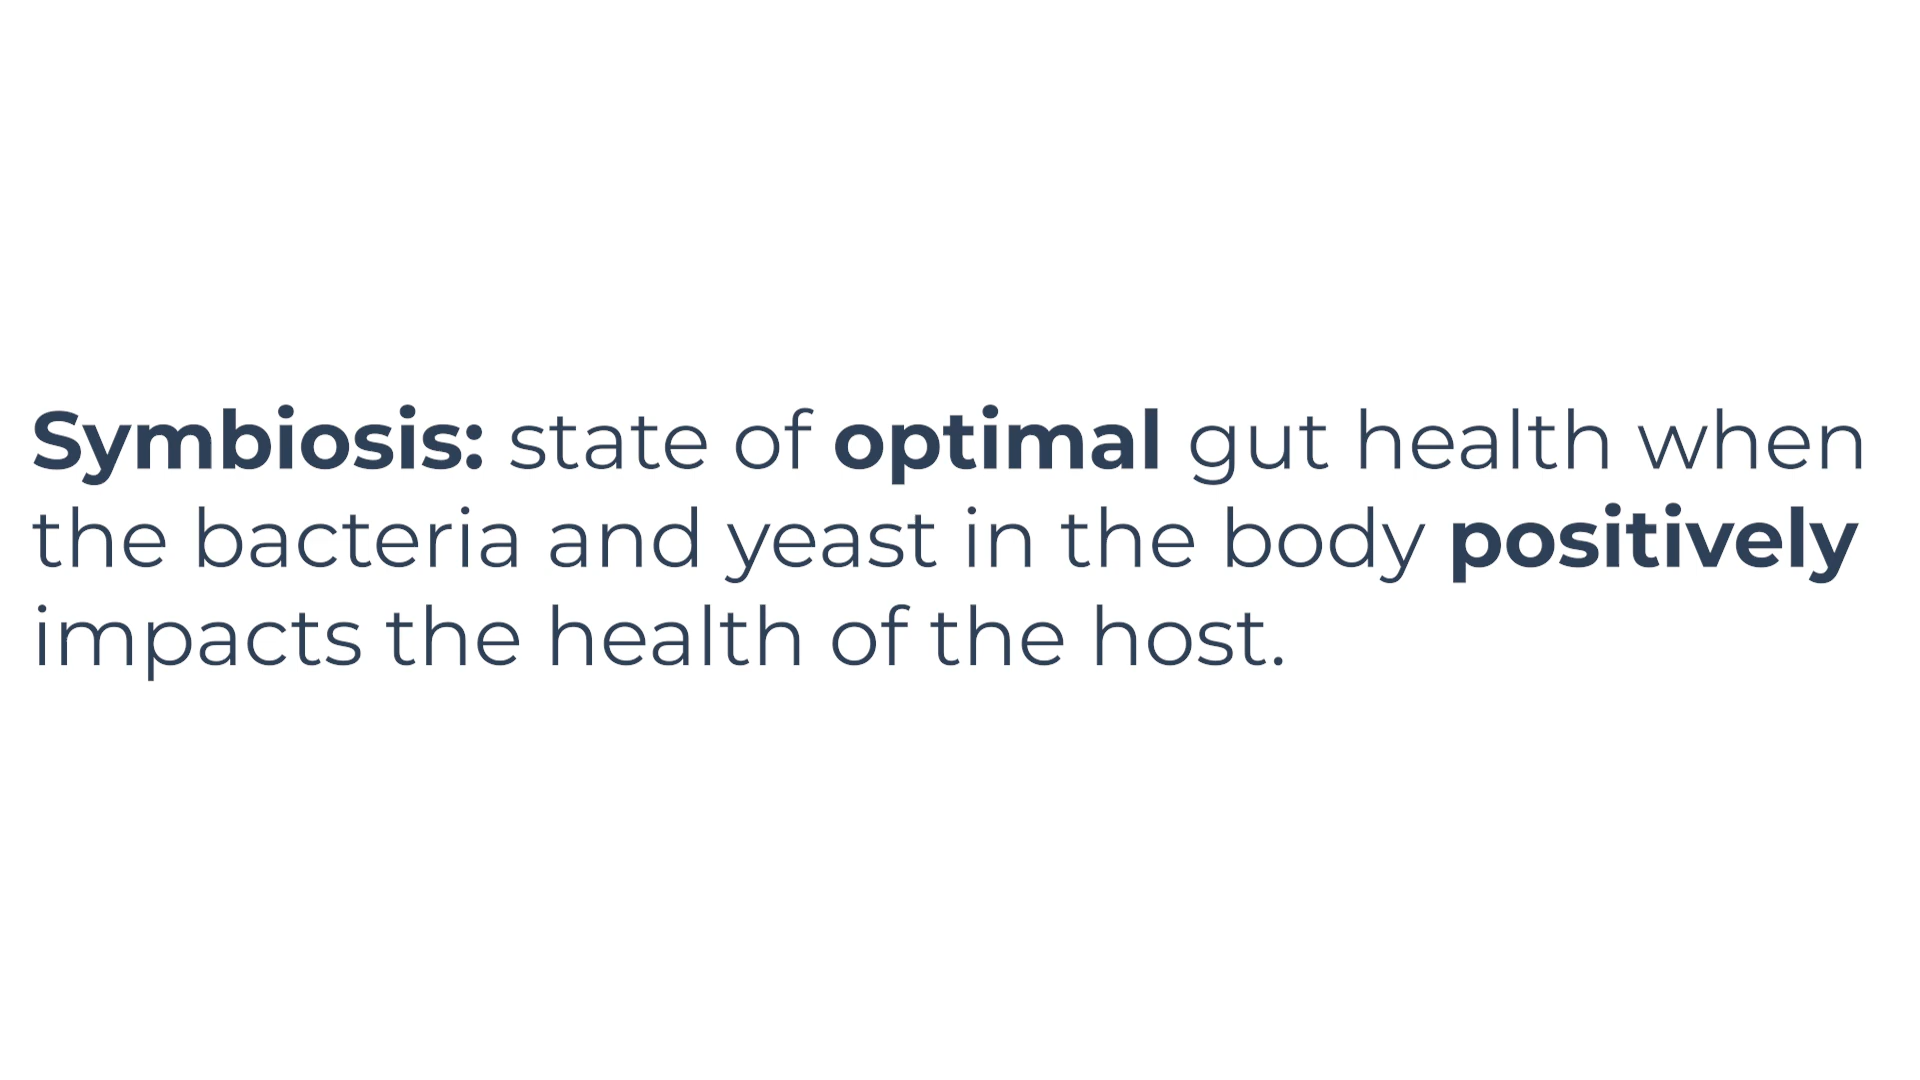 Symbiosis: state of optimal gut health when
the bacteria and yeast in the body positively
impacts the health of the host.